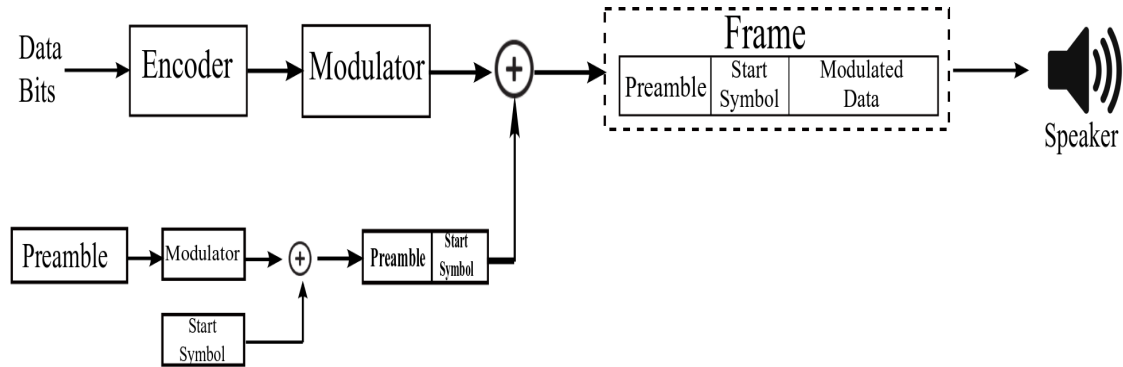 Data
Bits
Encoder
Modulator
+
Frame
Preamble
Start
Symbol
Modulated
Data
Speaker
Preamble
Modulator
+
Preamble
Start
Symbol
Start
Symbol